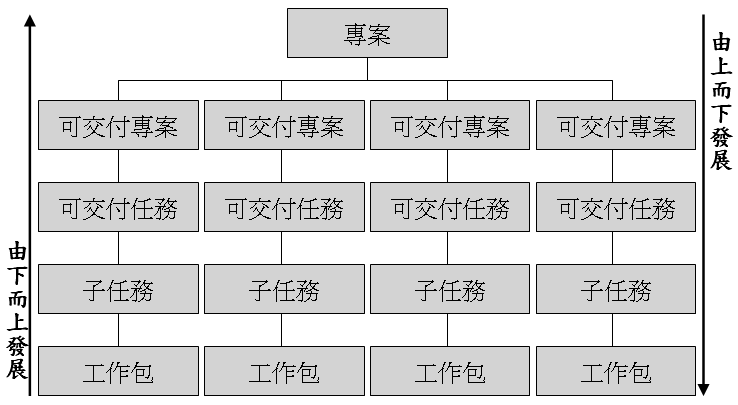 專案
可交付專案 可交付專案 可交付專案 可交付專案
可交付任務 可交付任務 可交付任務 可交付任務
子任務 子任務 子任務 子任務
工作包 工作包 工作包 工作包
由下而上發展
由上而下發展